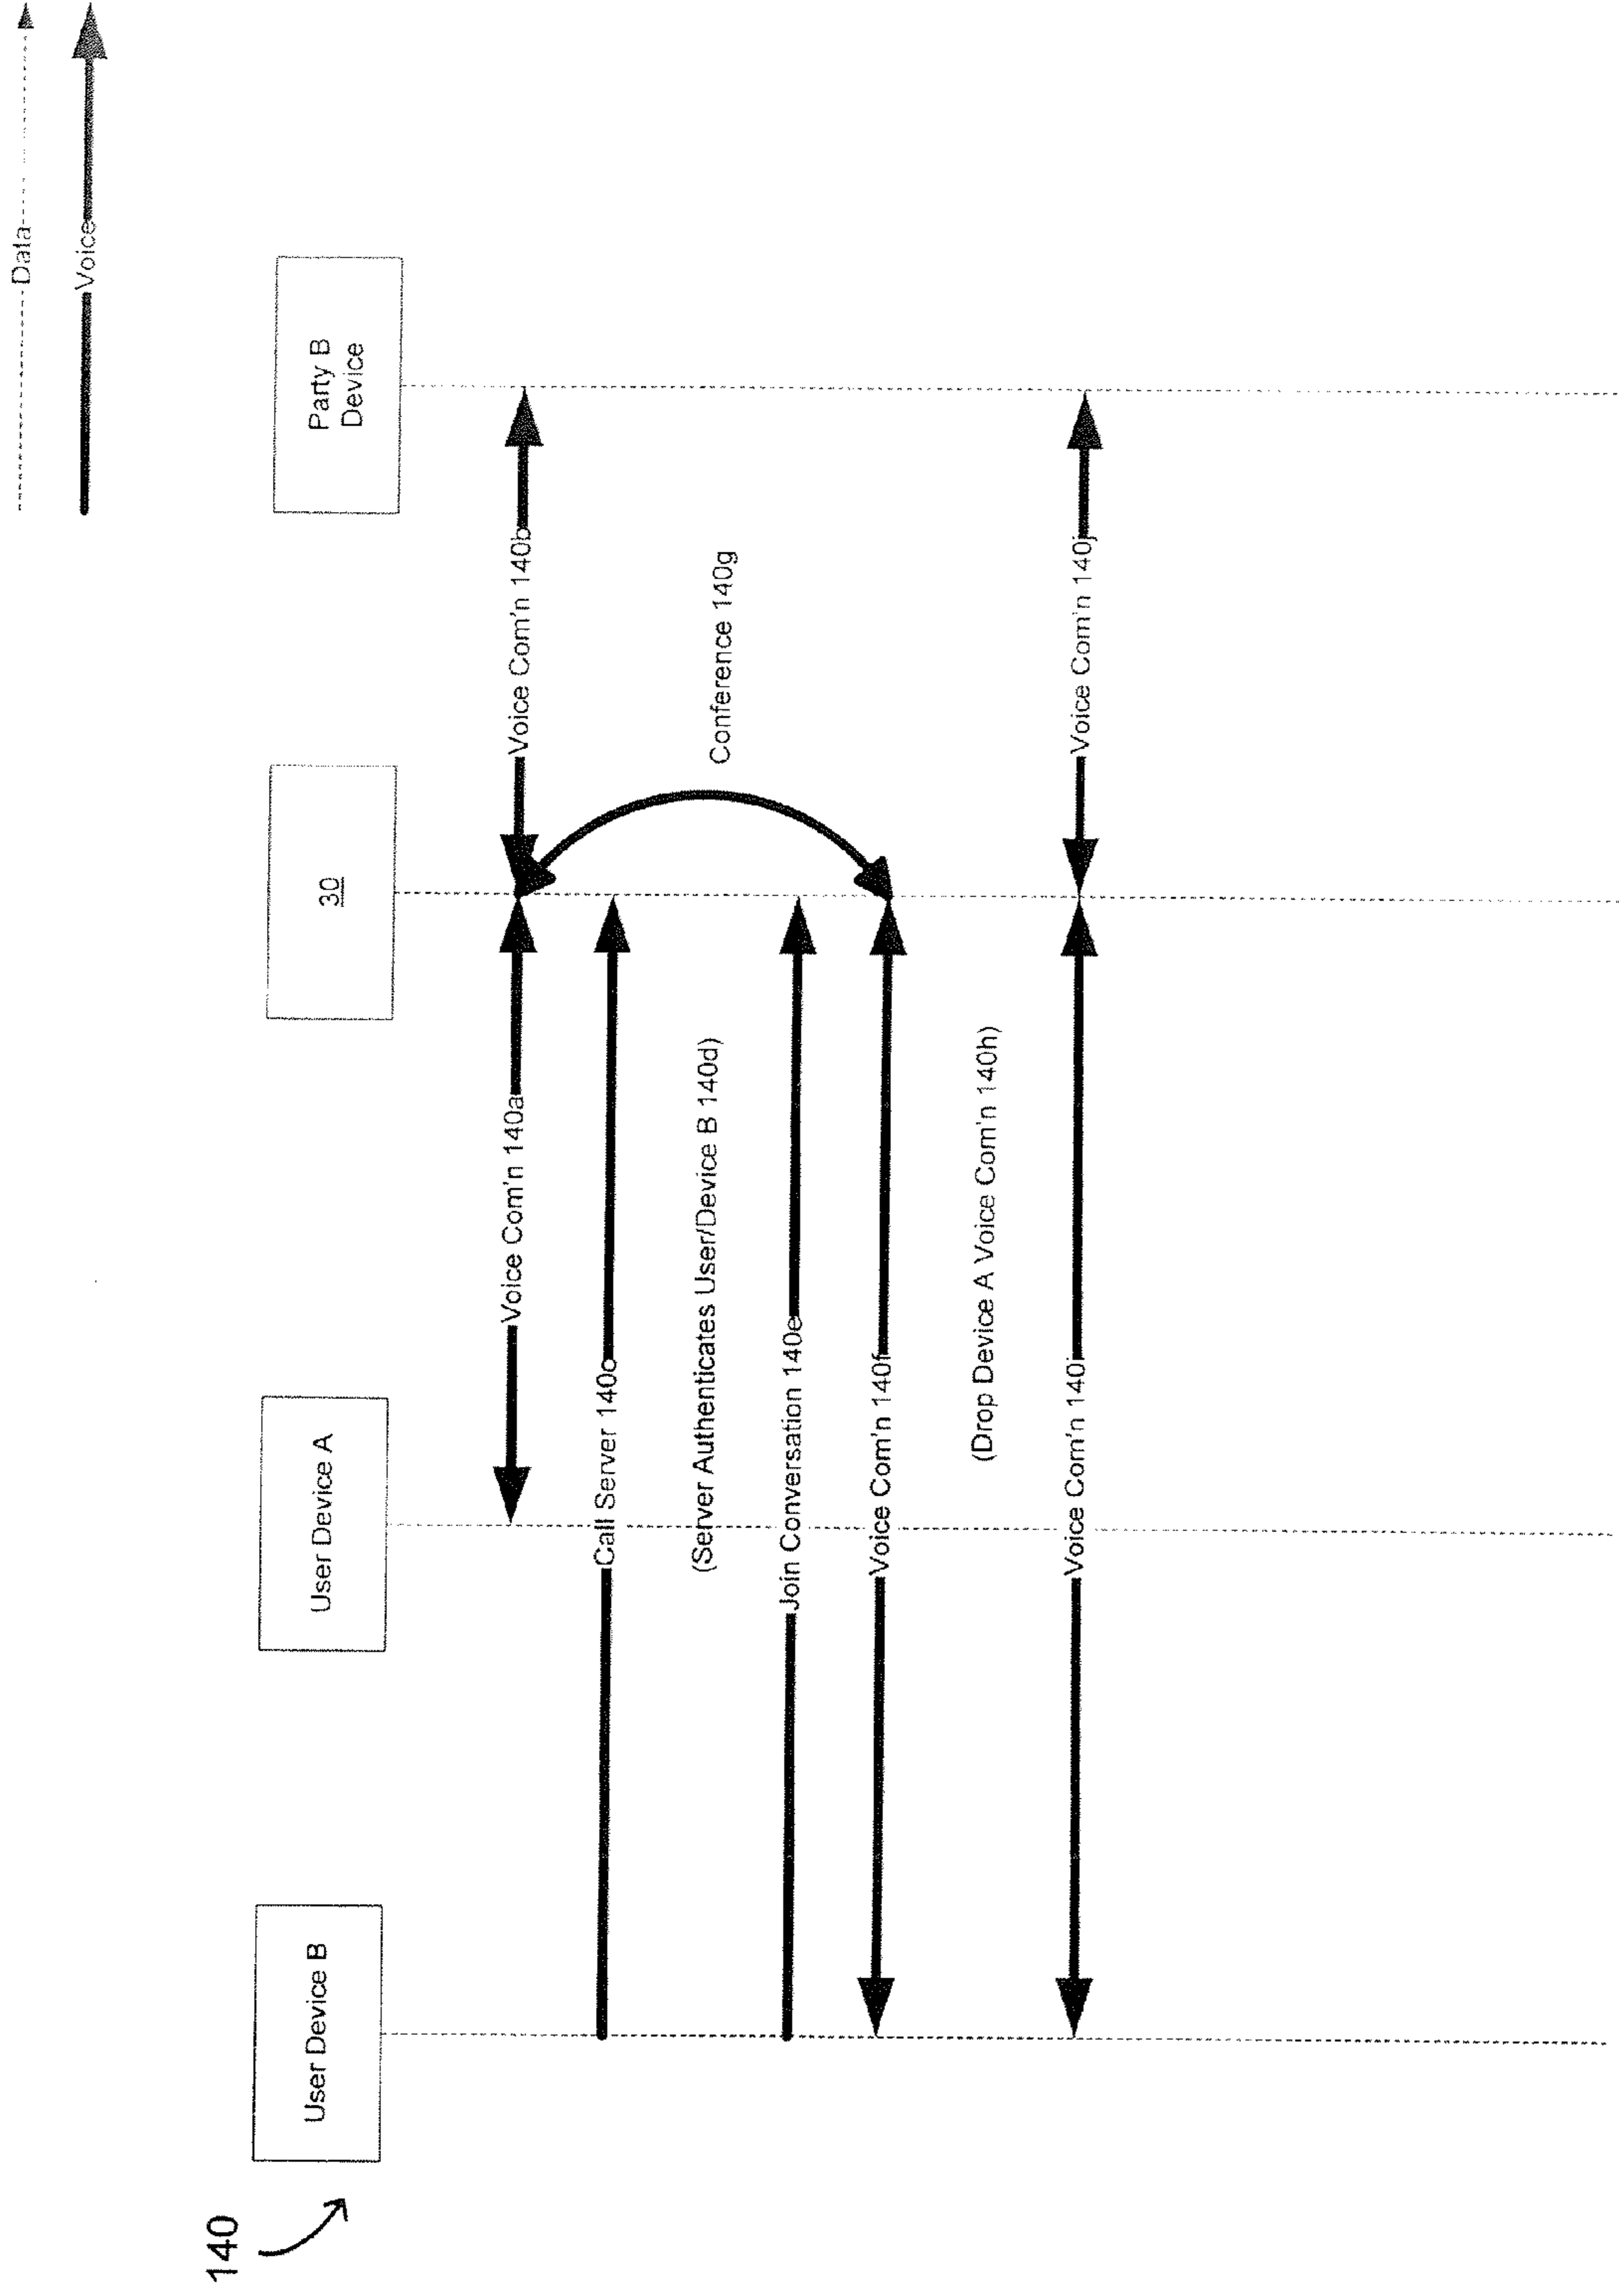 Data
Voice
140
User Device B
User Device A
30
Party B
Device
Voice Com'n 140a
Voice Com'n 140b
Call Server 140c
(Server Authenticates User/Device B 140d)
Conference 140g
Join Conversation 140e
Voice Com'n 140f
(Drop Device A Voice Com'n 140h)
Voice Com'n 140i
Voice Com'n 140j